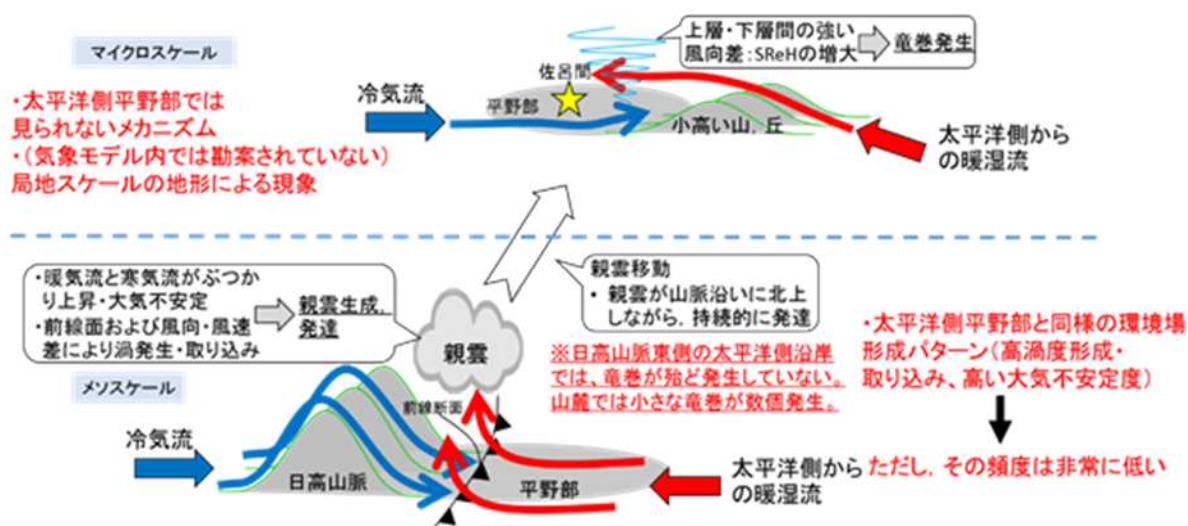 マイクロスケール
・太平洋側平野部では
見られないメカニズム
・(気象モデル内では勘案されていない)
局地スケールの地形による現象
冷気流
平野部
佐呂間
上層・下層間の強い
風向差:SReHの増大
竜巻発生
小高い山,丘
太平洋側から
の暖湿流
・暖気流と寒気流がぶつか
り上昇・大気不安定
・前線面および風向・風速
差により渦発生・取り込み
親雲生成,
発達
親雲
親雲移動
・ 親雲が山脈沿いに北上
しながら,持続的に発達
※日高山脈東側の太平洋側沿岸
では、竜巻が殆ど発生していない。
山麓では小さな竜巻が数個発生。
・太平洋側平野部と同様の環境場
形成パターン(高渦度形成・
取り込み、高い大気不安定度)
ただし,その頻度は非常に低い
メソスケール
冷気流
日高山脈
前線断面
平野部
太平洋側から
の暖湿流